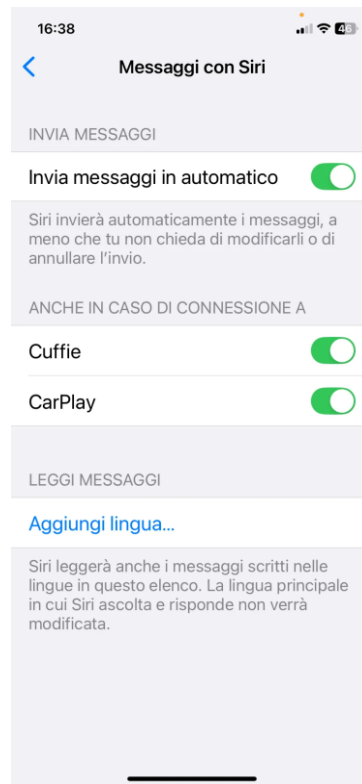 16:38
46
Messaggi con Siri
INVIA MESSAGGI
Invia messaggi in automatico
Siri invierà automaticamente i messaggi, a
meno che tu non chieda di modificarli o di
annullare l'invio.
ANCHE IN CASO DI CONNESSIONE A
Cuffie
CarPlay
LEGGI MESSAGGI
Aggiungi lingua...
Siri leggerà anche i messaggi scritti nelle
lingue in questo elenco. La lingua principale
in cui Siri ascolta e risponde non verrà
modificata.